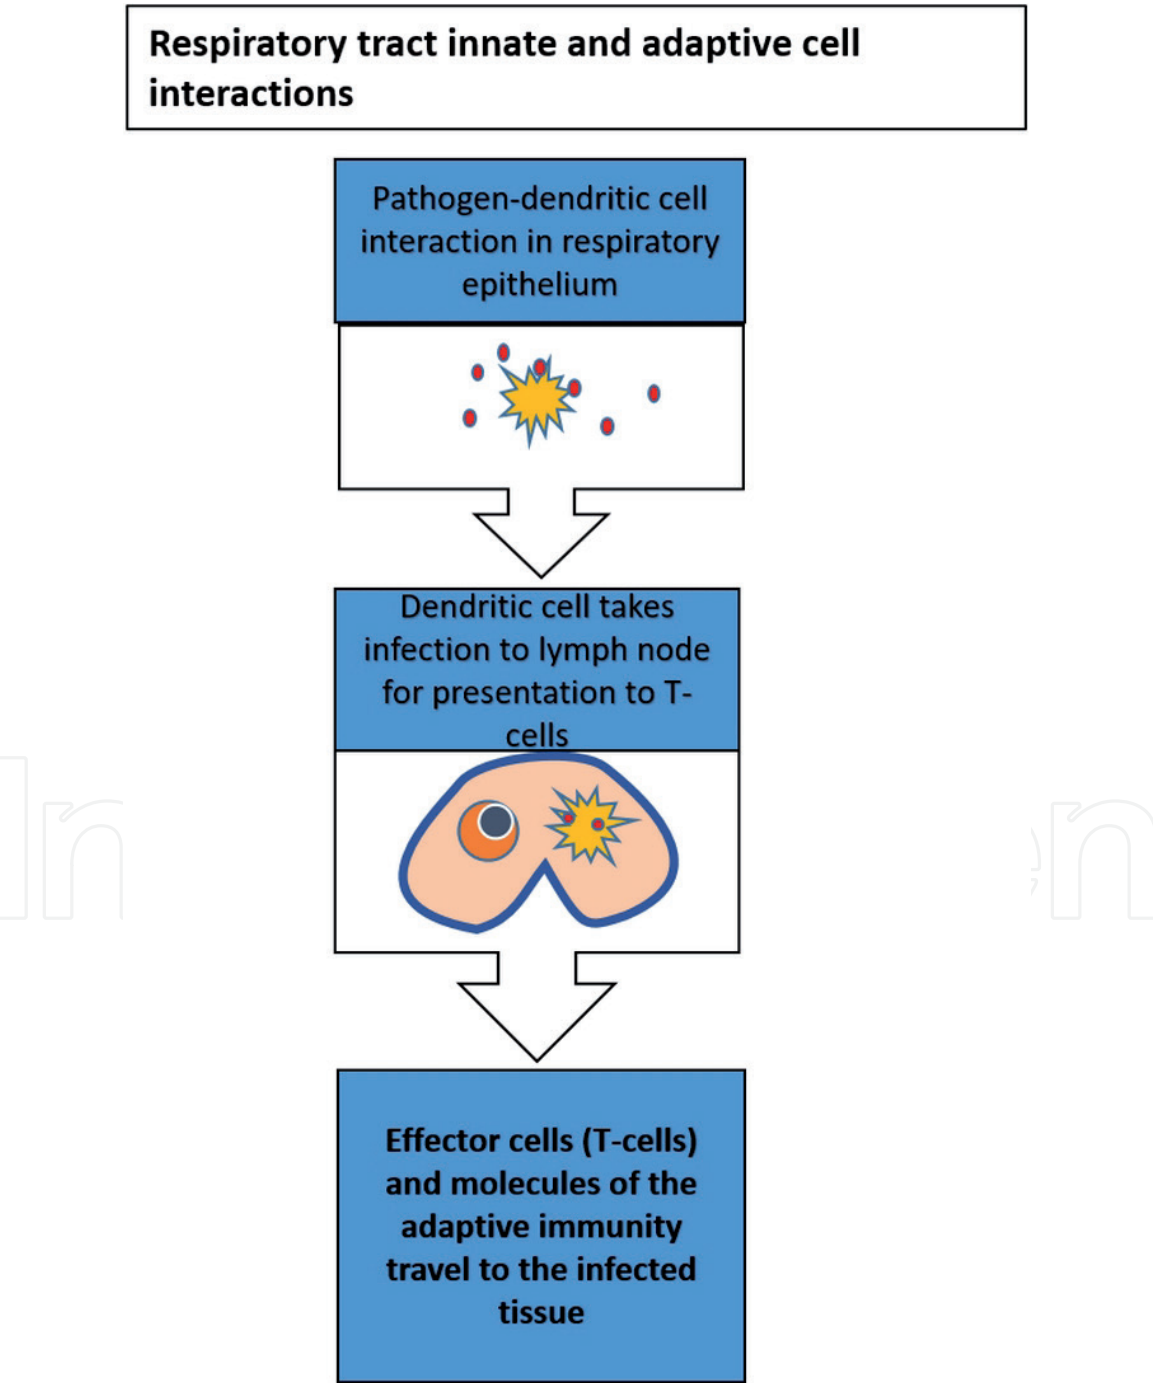 Respiratory tract innate and adaptive cell
interactions
Pathogen-dendritic cell
interaction in respiratory
epithelium
Dendritic cell takes
infection to lymph node
for presentation to T-
cells
Effector cells (T-cells)
and molecules of the
adaptive immunity
travel to the infected
tissue